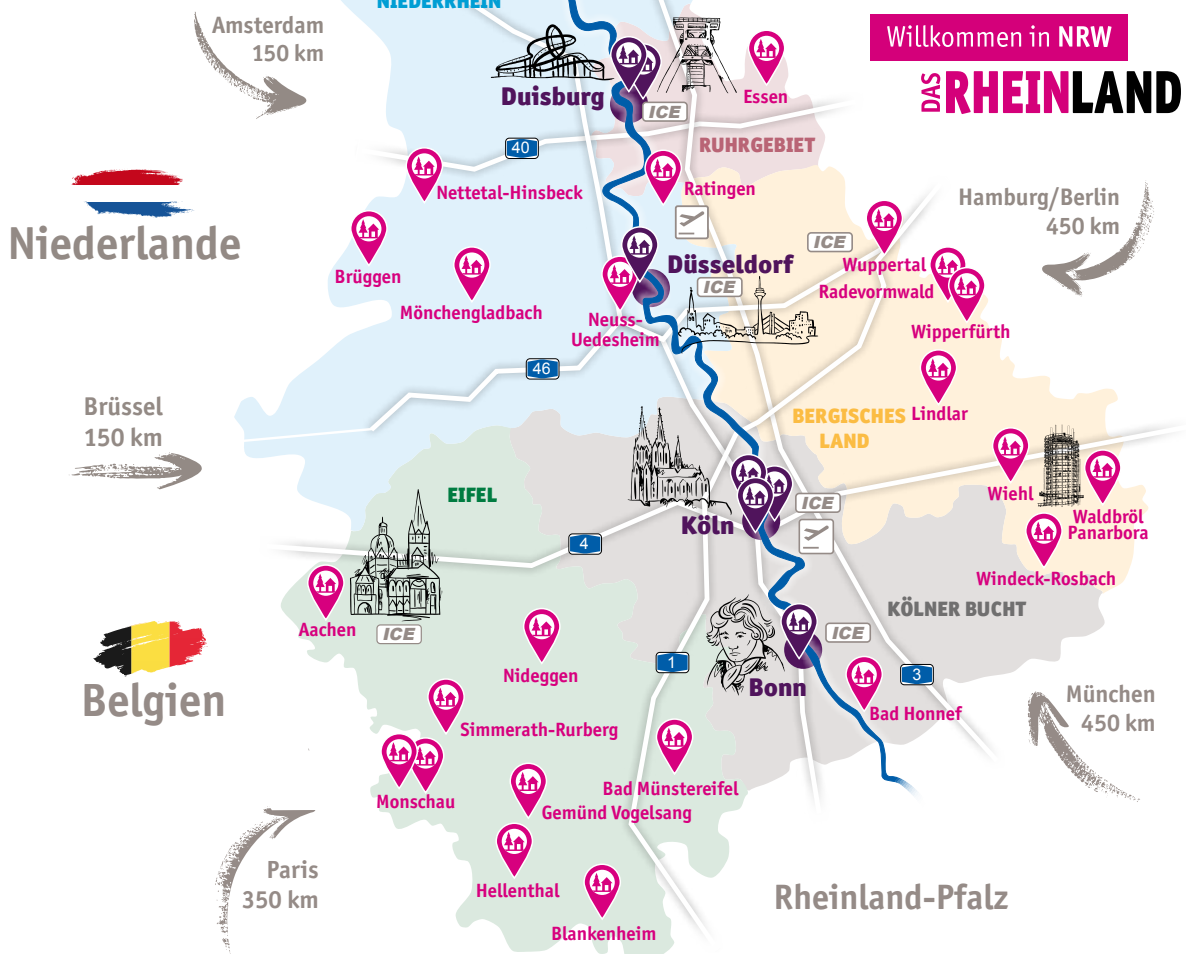 NIEDERRHEIN
Amsterdam
150 km
Willkommen in NRW
DAS RHEINLAND
Duisburg
ICE
Essen
RUHRGEBIET
40
Nettetal-Hinsbeck
Ratingen
Niederlande
Hamburg/Berlin
450 km
Brüggen
Mönchengladbach
Düsseldorf
ICE
ICE
Wuppertal
Radevormwald
Wipperfürth
Neuss-
Uedesheim
46
Brüssel
150 km
BERGISCHES
LAND
Lindlar
EIFEL
Köln
ICE
Wiehl
Waldbröl
Panarbora
Windeck-Rosbach
4
KÖLNER BUCHT
Aachen
ICE
Nideggen
1
ICE
Bonn
3
Bad Honnef
Belgien
München
450 km
Simmerath-Rurberg
Monschau
Bad Münstereifel
Gemünd Vogelsang
Paris
350 km
Hellenthal
Blankenheim
Rheinland-Pfalz